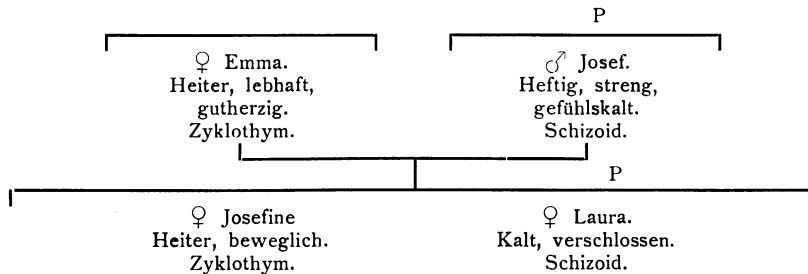 P
♀ Emma.
Heiter, lebhaft,
gutherzig.
Zyklothym.
♂ Josef.
Heftig, streng,
gefühlskalt.
Schizoid.
P
♀ Josefine
Heiter, beweglich.
Zyklothym.
♀ Laura.
Kalt, verschlossen.
Schizoid.